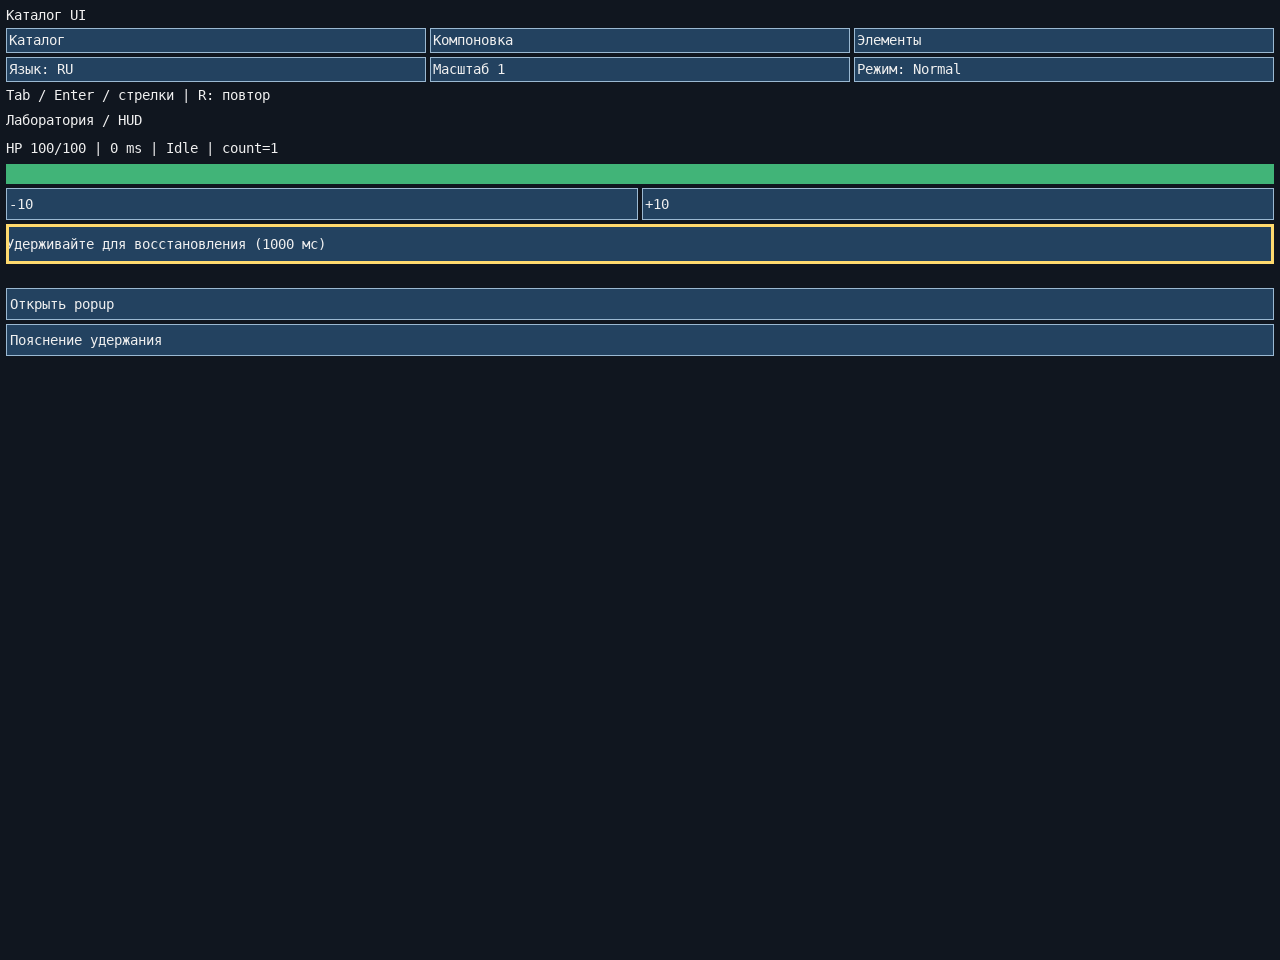 Каталог UI
Каталог
Компоновка
Элементы
Язык: RU
Масштаб 1
Режим: Normal
Tab / Enter / стрелки | R: повтор
Лаборатория / HUD
HP 100/100 | 0 ms | Idle | count=1
-10
+10
Удерживайте для восстановления (1000 мс)
Открыть popup
Пояснение удержания